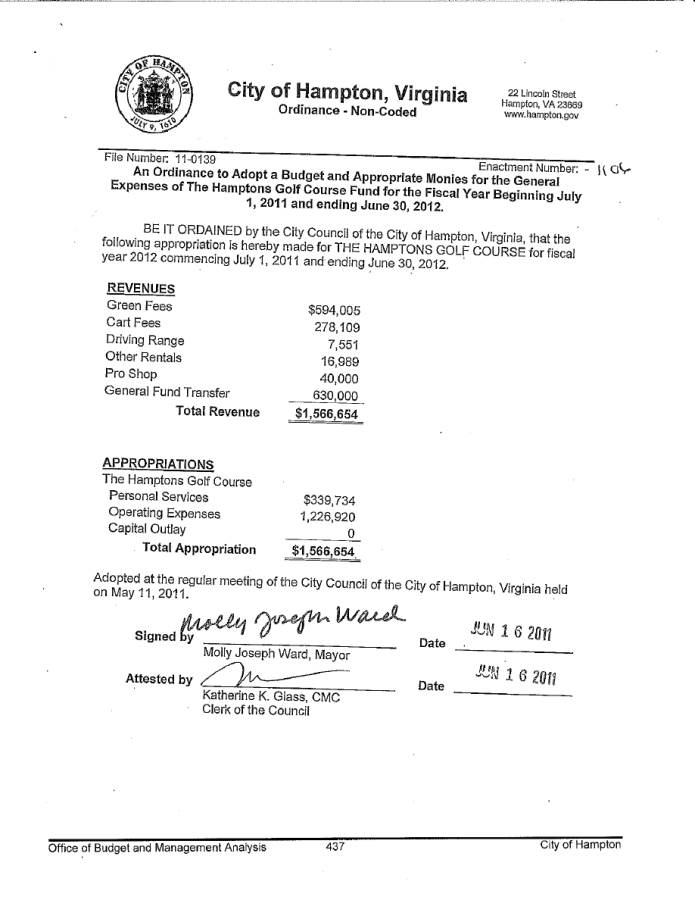 CITY OF HAMPTON
JULY 9, 1610
City of Hampton, Virginia
Ordinance - Non-Coded
22 Lincoln Street
Hampton, VA 23669
www.hampton.gov
File Number: 11-0139
Enactment Number: -
An Ordinance to Adopt a Budget and Appropriate Monies for the General
Expenses of The Hamptons Golf Course Fund for the Fiscal Year Beginning July
1, 2011 and ending June 30, 2012.
BE IT ORDAINED by the City Council of the City of Hampton, Virginia, that the
following appropriation is hereby made for THE HAMPTONS GOLF COURSE for fiscal
year 2012 commencing July 1, 2011 and ending June 30, 2012.
REVENUES
Green Fees $594,005
Cart Fees 278,109
Driving Range 7,551
Other Rentals 16,989
Pro Shop 40,000
General Fund Transfer 630,000
Total Revenue $1,566,654
APPROPRIATIONS
The Hamptons Golf Course
Personal Services $339,734
Operating Expenses 1,226,920
Capital Outlay 0
Total Appropriation $1,566,654
Adopted at the regular meeting of the City Council of the City of Hampton, Virginia held
on May 11, 2011.
Signed by Molly Joseph Ward Date JUN 16 2011
Molly Joseph Ward, Mayor
Attested by Date JUN 16 2011
Katherine K. Glass, CMC
Clerk of the Council
Office of Budget and Management Analysis 437 City of Hampton